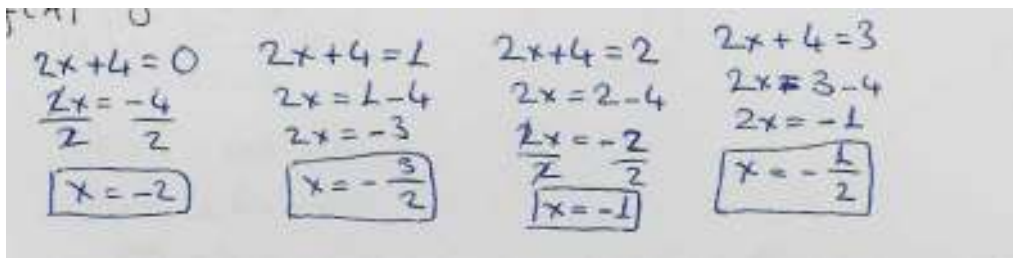 2x+4=0
2x = -4
2 2
x = -2
2x+4=1
2x=1-4
2x=-3
x = - 3/2
2x+4=2
2x=2-4
2x = - 2
2 2
x=-1
2x+4=3
2x=3-4
2x=-1
x = - 1/2